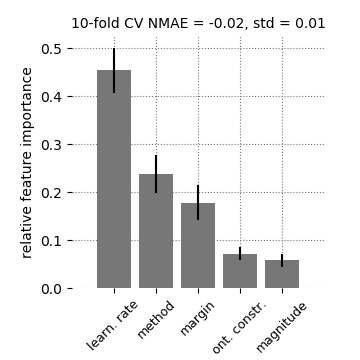 10-fold CV NMAE = -0.02, std = 0.01
relative feature importance
0.5
0.4
0.3
0.2
0.1
0.0
learn. rate
method
margin
ont. constr.
magnitude